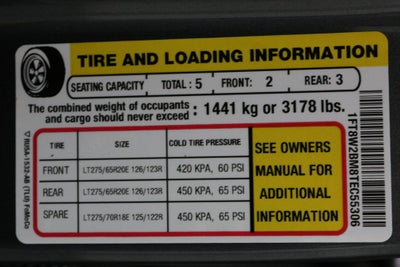 TIRE AND LOADING INFORMATION
SEATING CAPACITY TOTAL : 5 FRONT: 2 REAR: 3
The combined weight of occupants
and cargo should never exceed : 1441 kg or 3178 lbs.
TIRE SIZE COLD TIRE PRESSURE
FRONT LT275/65R20E 126/123R 420 KPA, 60 PSI
REAR LT275/65R20E 126/123R 450 KPA, 65 PSI
SPARE LT275/70R18E 125/122R 450 KPA, 65 PSI
SEE OWNERS
MANUAL FOR
ADDITIONAL
INFORMATION
1FT8W2BM8TEC55306